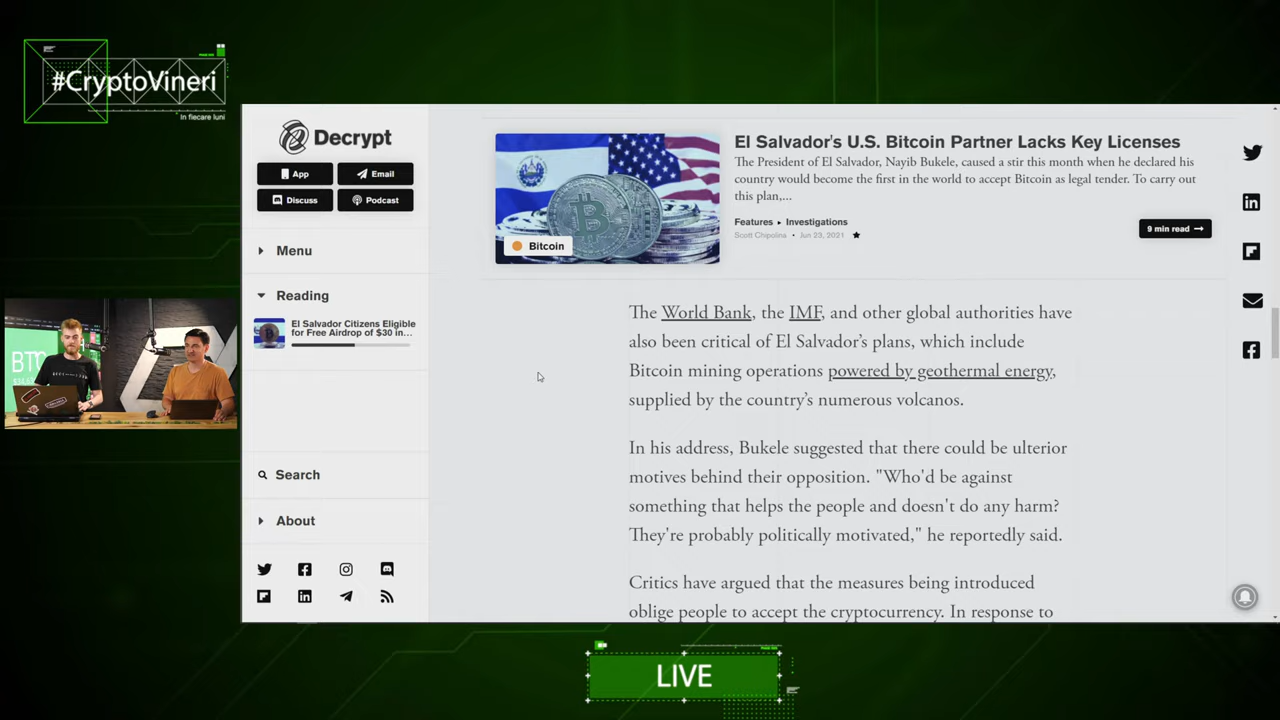 #CryptoVineri
In fiecare luni
Decrypt
App
Email
Discuss
Podcast
Menu
Reading
El Salvador Citizens Eligible
for Free Airdrop of $30 in...
Search
About
El Salvador's U.S. Bitcoin Partner Lacks Key Licenses
The President of El Salvador, Nayib Bukele, caused a stir this month when he declared his
country would become the first in the world to accept Bitcoin as legal tender. To carry out
this plan,...
Bitcoin
Features ▸ Investigations
Scott Chipolina • Jun 23, 2021 ★
9 min read →
The World Bank, the IMF, and other global authorities have
also been critical of El Salvador's plans, which include
Bitcoin mining operations powered by geothermal energy,
supplied by the country's numerous volcanos.
In his address, Bukele suggested that there could be ulterior
motives behind their opposition. "Who'd be against
something that helps the people and doesn't do any harm?
They're probably politically motivated," he reportedly said.
Critics have argued that the measures being introduced
oblige people to accept the cryptocurrency. In response to
LIVE